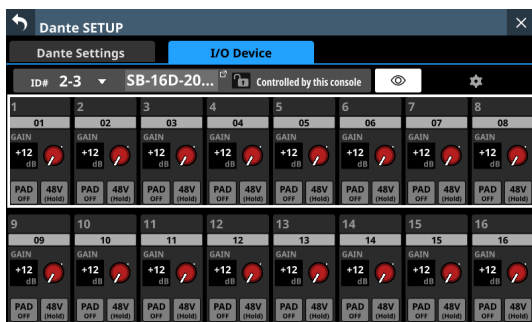 Dante SETUP
Dante Settings I/O Device
ID# 2-3 SB-16D-20... Controlled by this console
1 2 3 4 5 6 7 8
01 02 03 04 05 06 07 08
GAIN GAIN GAIN GAIN GAIN GAIN GAIN GAIN
+12 +12 +12 +12 +12 +12 +12 +12
dB dB dB dB dB dB dB dB
PAD 48V PAD 48V PAD 48V PAD 48V PAD 48V PAD 48V PAD 48V PAD 48V
OFF (Hold) OFF (Hold) OFF (Hold) OFF (Hold) OFF (Hold) OFF (Hold) OFF (Hold) OFF (Hold)
9 10 11 12 13 14 15 16
09 10 11 12 13 14 15 16
GAIN GAIN GAIN GAIN GAIN GAIN GAIN GAIN
+12 +12 +12 +12 +12 +12 +12 +12
dB dB dB dB dB dB dB dB
PAD 48V PAD 48V PAD 48V PAD 48V PAD 48V PAD 48V PAD 48V PAD 48V
OFF (Hold) OFF (Hold) OFF (Hold) OFF (Hold) OFF (Hold) OFF (Hold) OFF (Hold) OFF (Hold)